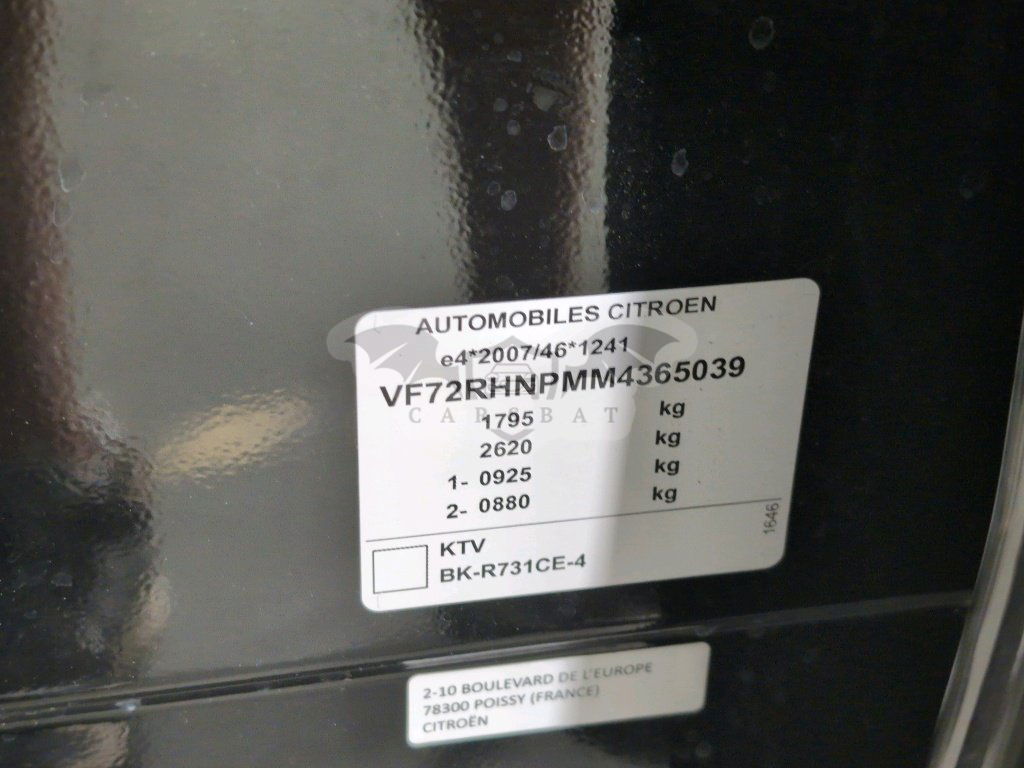 AUTOMOBILES CITROEN
e4*2007/46*1241
VF72RHNPMM4365039
CARSBAT
1795 kg
2620 kg
1- 0925 kg
2- 0880 kg
1646
KTV
BK-R731CE-4
2-10 BOULEVARD DE L'EUROPE
78300 POISSY (FRANCE)
CITROËN